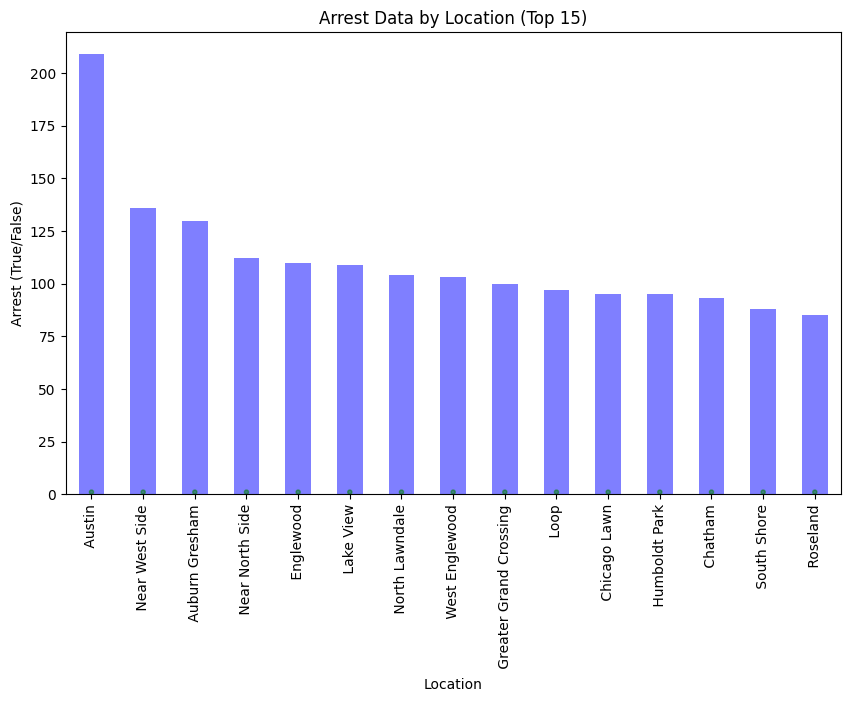 Arrest Data by Location (Top 15)
Arrest (True/False)
200
175
150
125
100
75
50
25
0
Austin
Near West Side
Auburn Gresham
Near North Side
Englewood
Lake View
North Lawndale
West Englewood
Greater Grand Crossing
Loop
Chicago Lawn
Humboldt Park
Chatham
South Shore
Roseland
Location